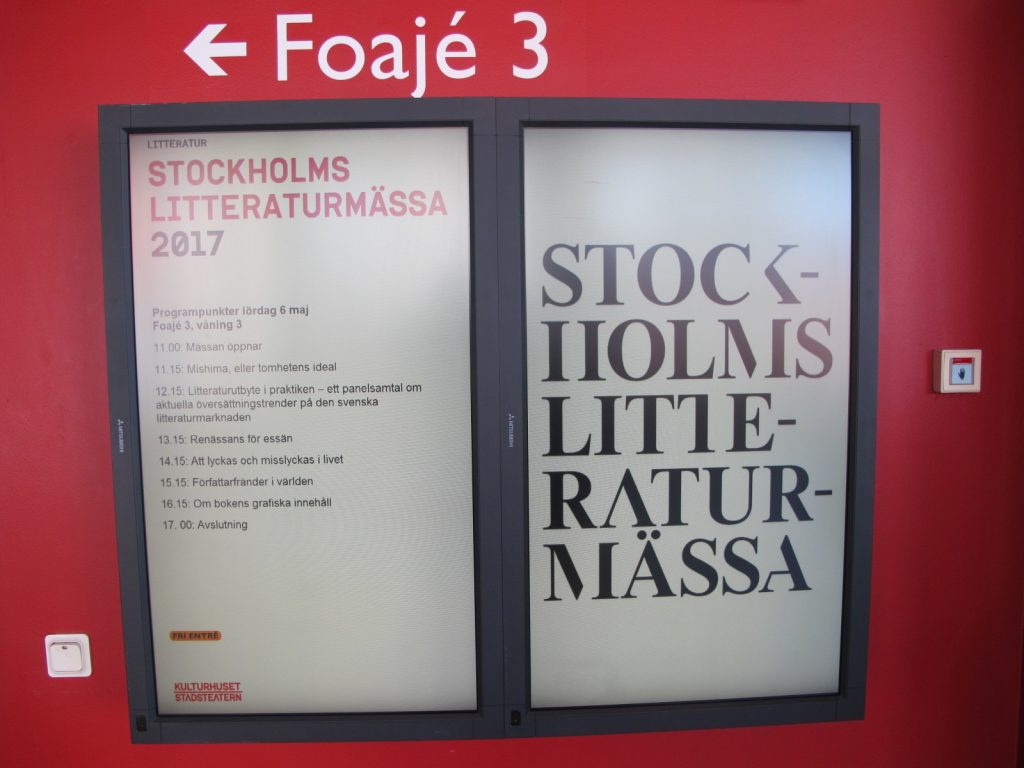 ← Foajé 3
LITTERATUR
STOCKHOLMS
LITTERATURMÄSSA
2017
Programpunkter lördag 6 maj
Foajé 3, våning 3
11.00: Mässan öppnar
11.15: Mishima, eller tomhetens ideal
12.15: Litteraturutbyte i praktiken – ett panelsamtal om
aktuella översättningstrender på den svenska
litteraturmarknaden
13.15: Renässans för essän
14.15: Att lyckas och misslyckas i livet
15.15: Författarfrander i världen
16.15: Om bokens grafiska innehåll
17. 00: Avslutning
FRI ENTRÉ
KULTURHUSET
STADSTEATERN
MITSUBISHI
STOCK-
HOLMS
LITTE-
RATUR-
MÄSSA
MITSUBISHI